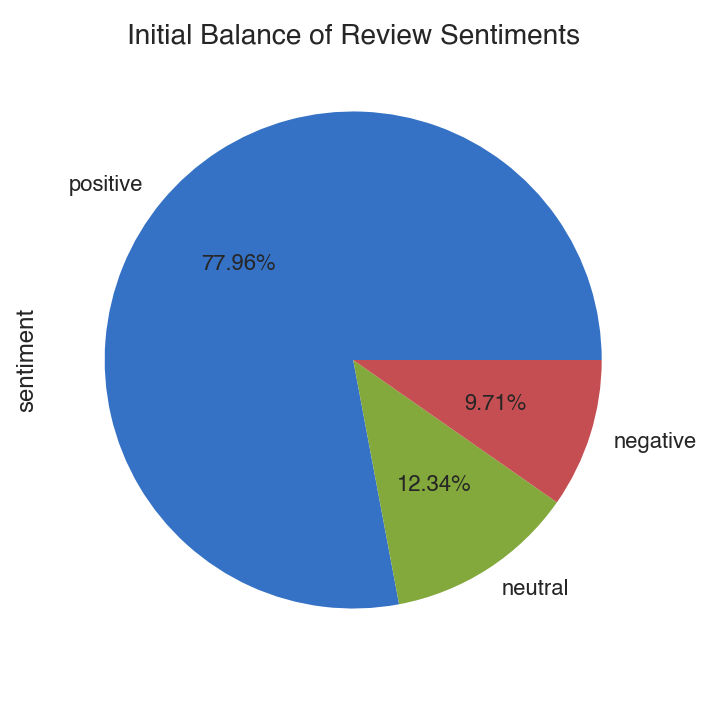 Initial Balance of Review Sentiments
positive
77.96%
sentiment
9.71%
negative
12.34%
neutral